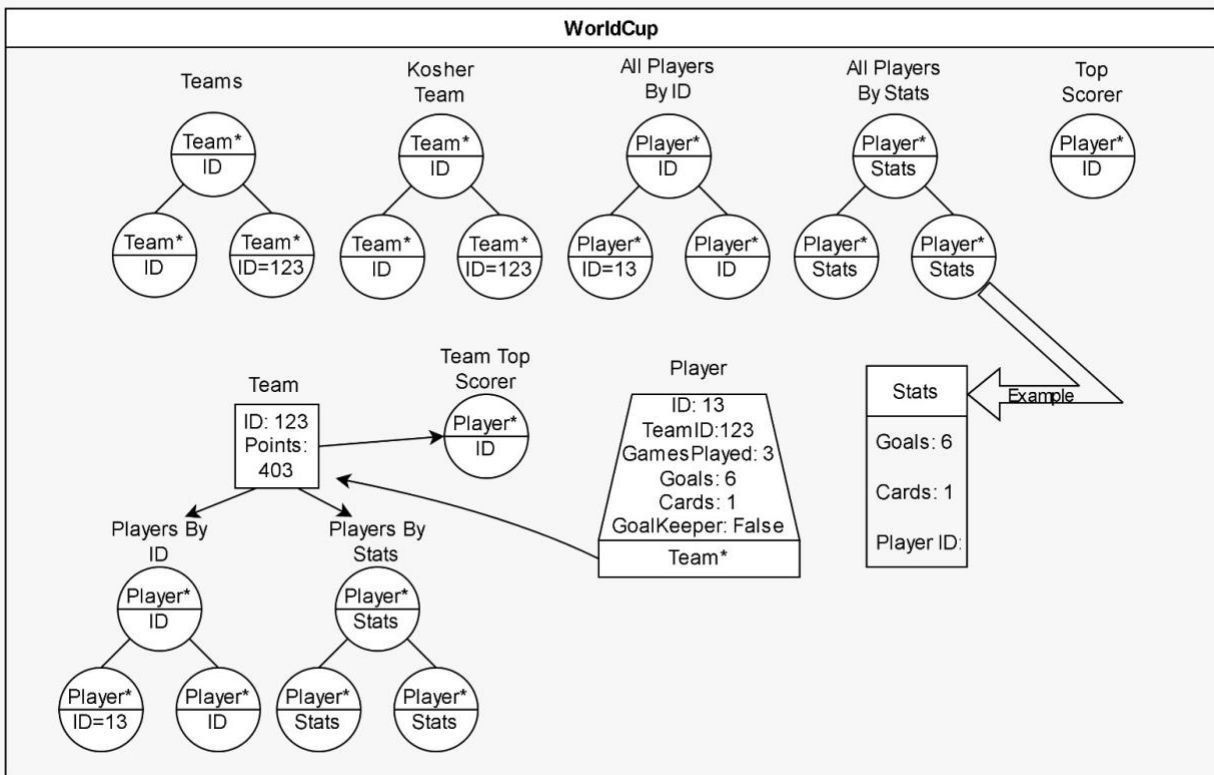 WorldCup
Teams
Kosher
Team
All Players
By ID
All Players
By Stats
Top
Scorer
Team*
ID
Team*
ID
Team*
ID=123
Team*
ID
Team*
ID
Team*
ID=123
Player*
ID
Player*
ID=13
Player*
ID
Player*
Stats
Player*
Stats
Player*
Stats
Player*
ID
Example
Team
ID: 123
Points:
403
Team Top
Scorer
Player*
ID
Player
ID: 13
TeamID:123
GamesPlayed: 3
Goals: 6
Cards: 1
GoalKeeper: False
Team*
Stats
Goals: 6
Cards: 1
Player ID:
Players By
ID
Player*
ID
Player*
ID=13
Player*
ID
Players By
Stats
Player*
Stats
Player*
Stats
Player*
Stats